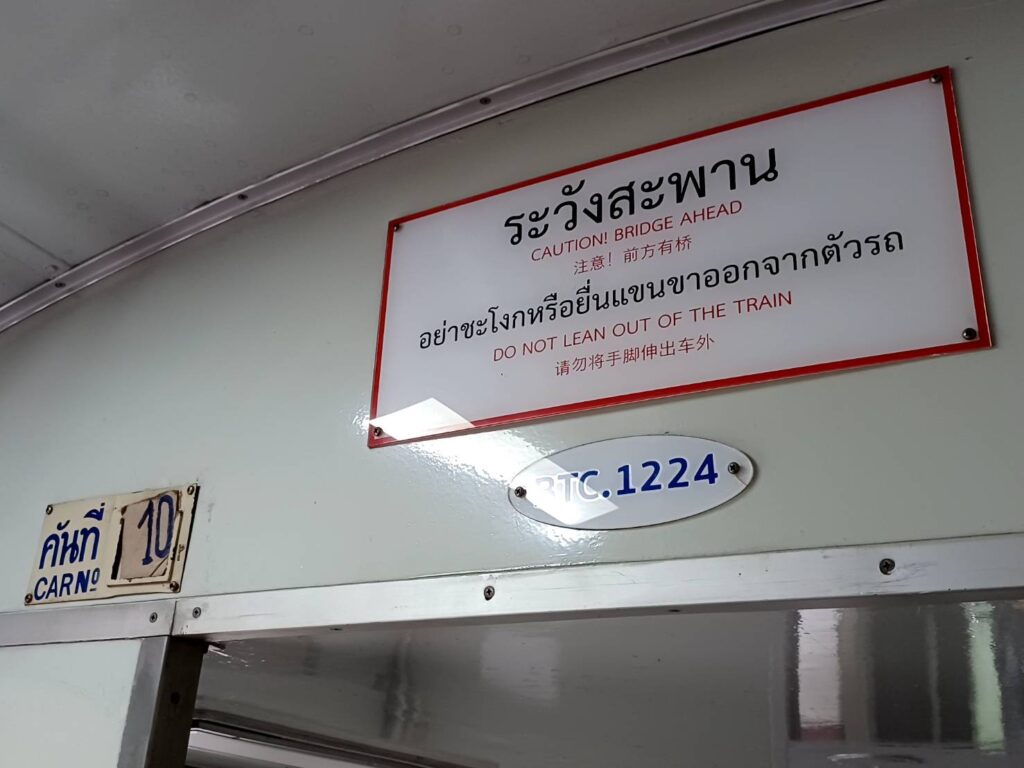 ระวังสะพาน
CAUTION! BRIDGE AHEAD
注意！前方有桥
อย่าชะโงกหรือยื่นแขนขาออกจากตัวรถ
DO NOT LEAN OUT OF THE TRAIN
请勿将手脚伸出车外
BTC.1224
คันที่ 10
CAR Nº